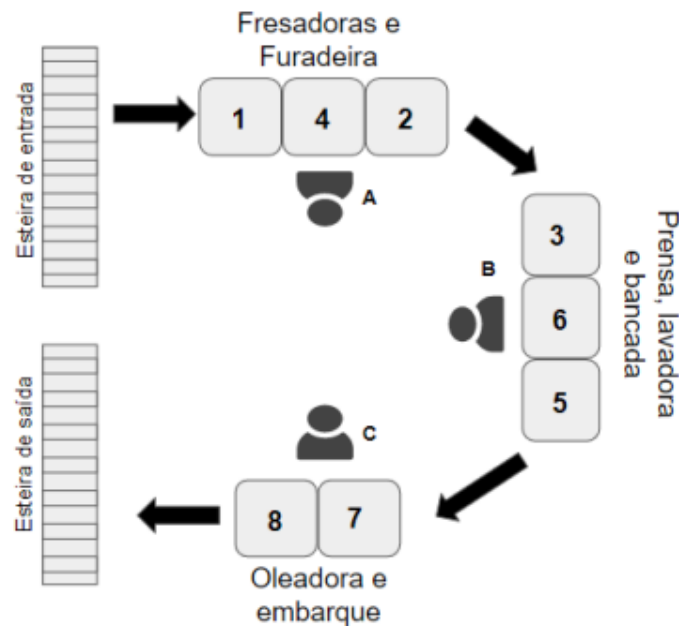 Fresadoras e
Furadeira
Esteira de entrada
1 4 2
A
3
B
6
5
Prensa, lavadora
e bancada
Esteira de saída
C
8 7
Oleadora e
embarque